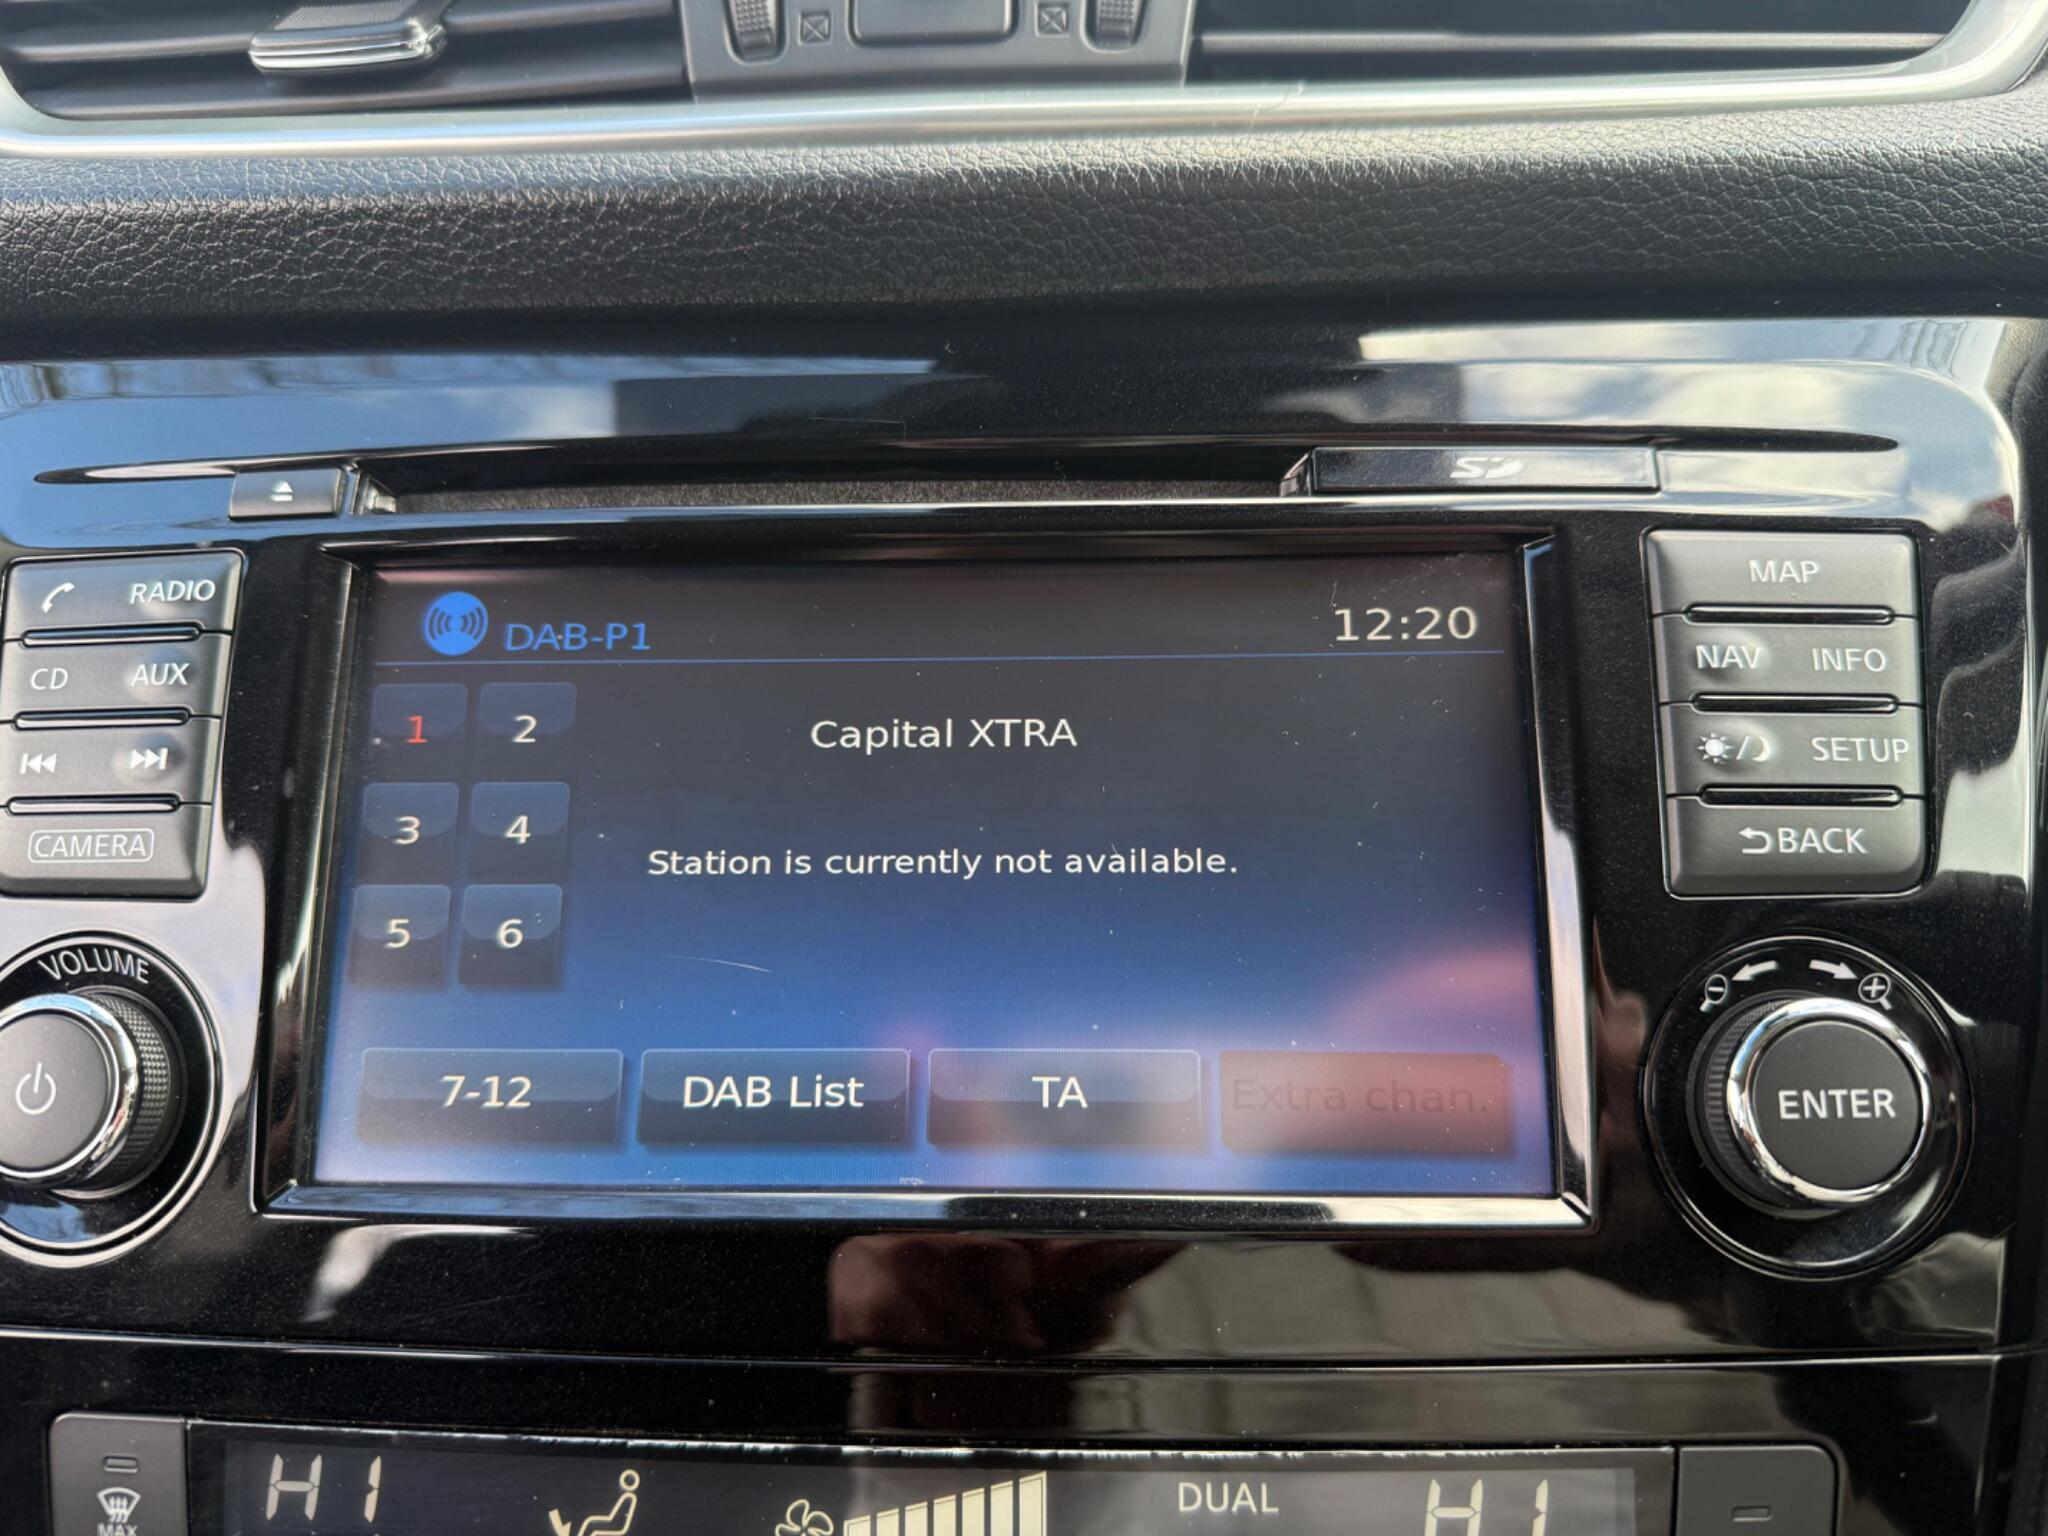 SD
RADIO
CD AUX
CAMERA
VOLUME
DAB-P1 12:20
1 2
3 4
5 6
Capital XTRA
Station is currently not available.
7-12 DAB List TA Extra chan.
MAP
NAV INFO
SETUP
BACK
ENTER
MAX
HI DUAL HI